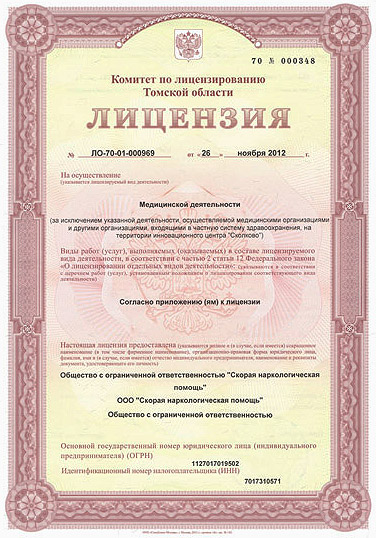 70 № 000348
Комитет по лицензированию
Томской области
ЛИЦЕНЗИЯ
№ ЛО-70-01-000969 от « 26 » ноября 2012 г.
На осуществление
(указывается лицензируемый вид деятельности)
Медицинской деятельности
(за исключением указанной деятельности, осуществляемой медицинскими организациями
и другими организациями, входящими в частную систему здравоохранения, на
территории инновационного центра "Сколково")
Виды работ (услуг), выполняемых (оказываемых) в составе лицензируемого
вида деятельности, в соответствии с частью 2 статьи 12 Федерального закона
«О лицензировании отдельных видов деятельности»: (указываются в соответствии
с перечнем работ (услуг), установленным положением о лицензировании соответствующего вида
деятельности)
Согласно приложению (ям) к лицензии
Настоящая лицензия предоставлена (указывается полное и (в случае, если имеется) сокращенное
наименование (в том числе фирменное наименование), организационно-правовая форма юридического лица,
фамилия, имя и (в случае, если имеется) отчество индивидуального предпринимателя, наименование и реквизиты
документа, удостоверяющего его личность)
Общество с ограниченной ответственностью "Скорая наркологическая
помощь"
ООО "Скорая наркологическая помощь"
Общество с ограниченной ответственностью
Основной государственный номер юридического лица (индивидуального
предпринимателя) (ОГРН)
1127017019502
Идентификационный номер налогоплательщика (ИНН)
7017310571